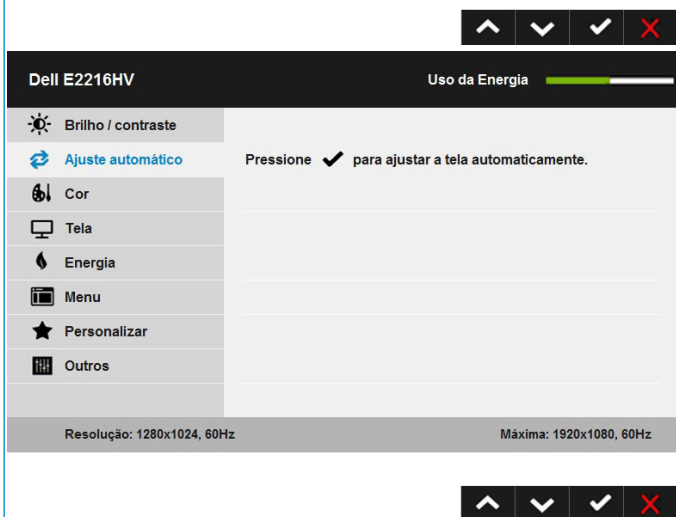 Dell E2216HV
Uso da Energia
Brilho / contraste
Ajuste automático
Pressione ✔ para ajustar a tela automaticamente.
Cor
Tela
Energia
Menu
Personalizar
Outros
Resolução: 1280x1024, 60Hz
Máxima: 1920x1080, 60Hz